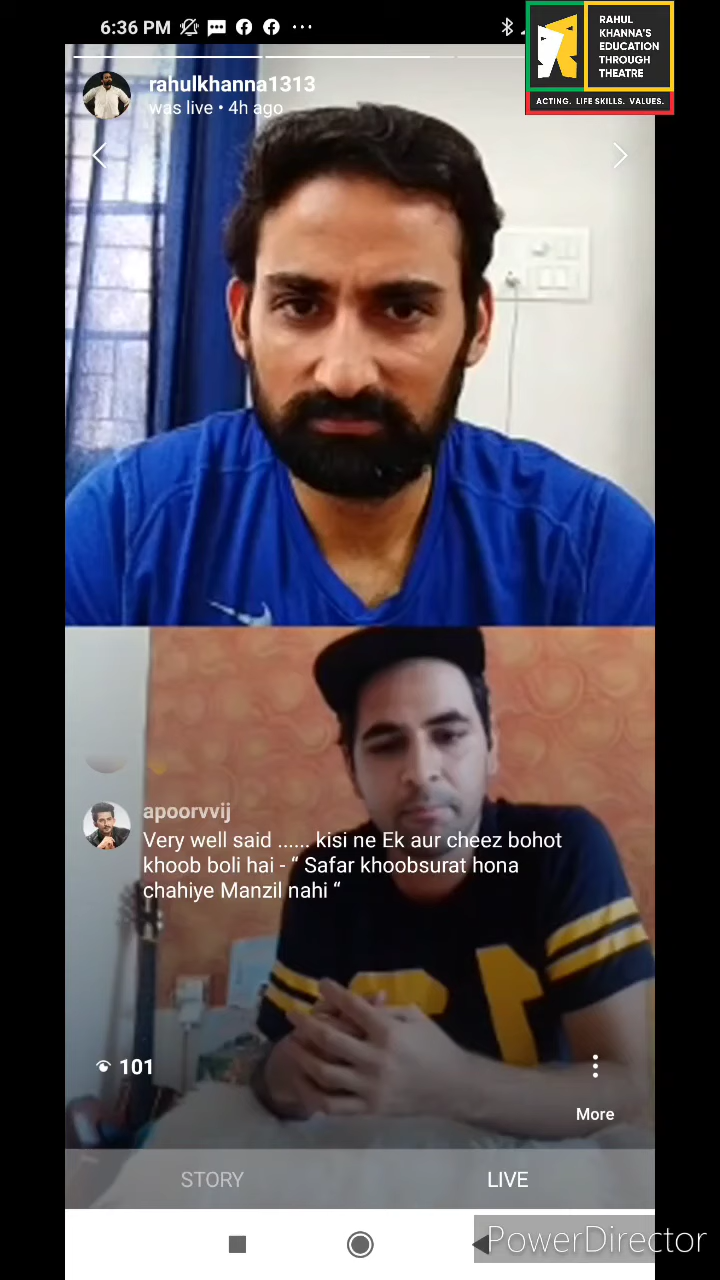 6:36 PM
RAHUL
KHANNA'S
EDUCATION
THROUGH
THEATRE
ACTING. LIFE SKILLS. VALUES.
rahulkhanna1313
was live • 4h ago
apoorvvij
Very well said ...... kisi ne Ek aur cheez bohot
khoob boli hai - “ Safar khoobsurat hona
chahiye Manzil nahi “
101
More
STORY
LIVE
PowerDirector